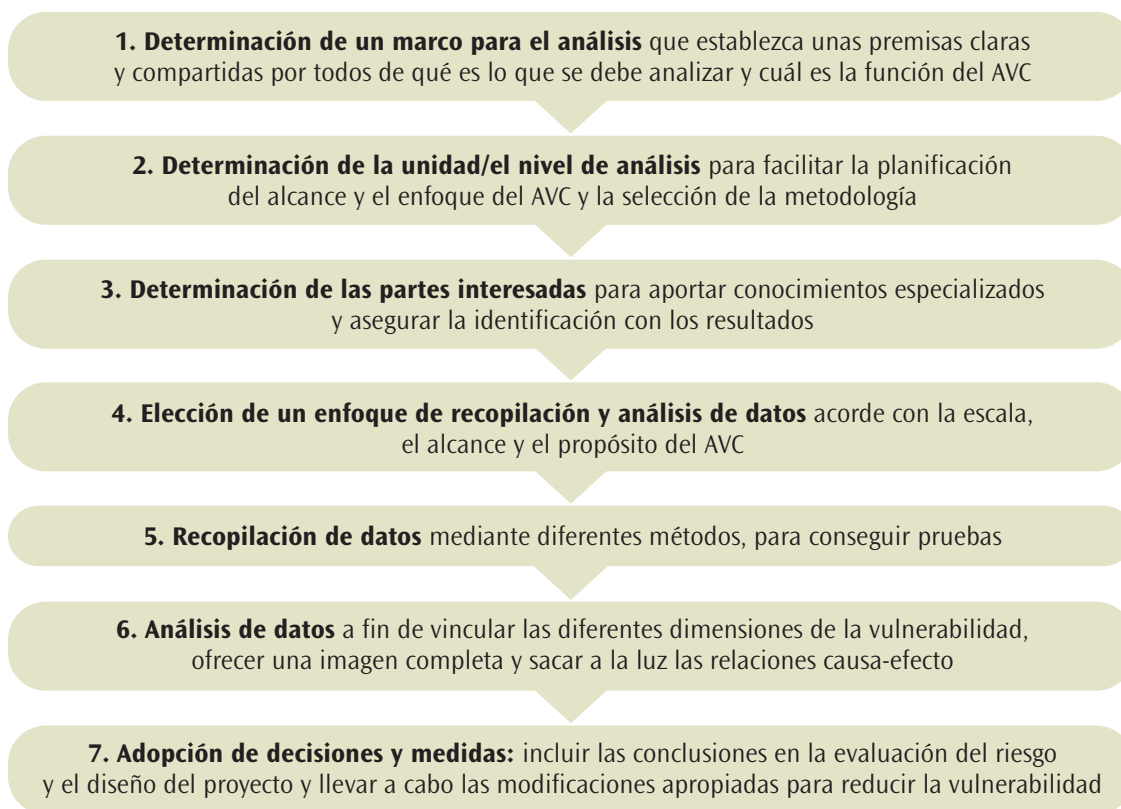 1. Determinación de un marco para el análisis que establezca unas premisas claras
y compartidas por todos de qué es lo que se debe analizar y cuál es la función del AVC
2. Determinación de la unidad/el nivel de análisis para facilitar la planificación
del alcance y el enfoque del AVC y la selección de la metodología
3. Determinación de las partes interesadas para aportar conocimientos especializados
y asegurar la identificación con los resultados
4. Elección de un enfoque de recopilación y análisis de datos acorde con la escala,
el alcance y el propósito del AVC
5. Recopilación de datos mediante diferentes métodos, para conseguir pruebas
6. Análisis de datos a fin de vincular las diferentes dimensiones de la vulnerabilidad,
ofrecer una imagen completa y sacar a la luz las relaciones causa-efecto
7. Adopción de decisiones y medidas: incluir las conclusiones en la evaluación del riesgo
y el diseño del proyecto y llevar a cabo las modificaciones apropiadas para reducir la vulnerabilidad